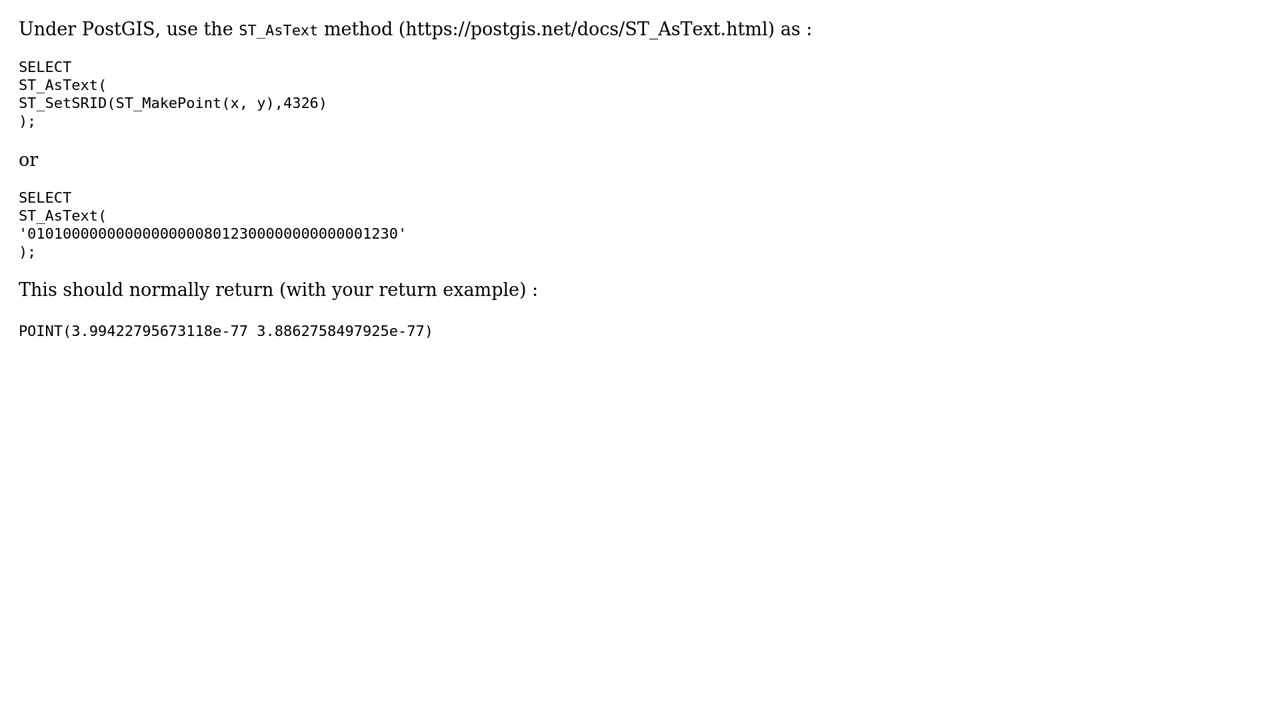 Under PostGIS, use the ST_AsText method (https://postgis.net/docs/ST_AsText.html) as :
SELECT
ST_AsText(
ST_SetSRID(ST_MakePoint(x, y),4326)
);
or
SELECT
ST_AsText(
'010100000000000000008012300000000000001230'
);
This should normally return (with your return example) :
POINT(3.99422795673118e-77 3.8862758497925e-77)